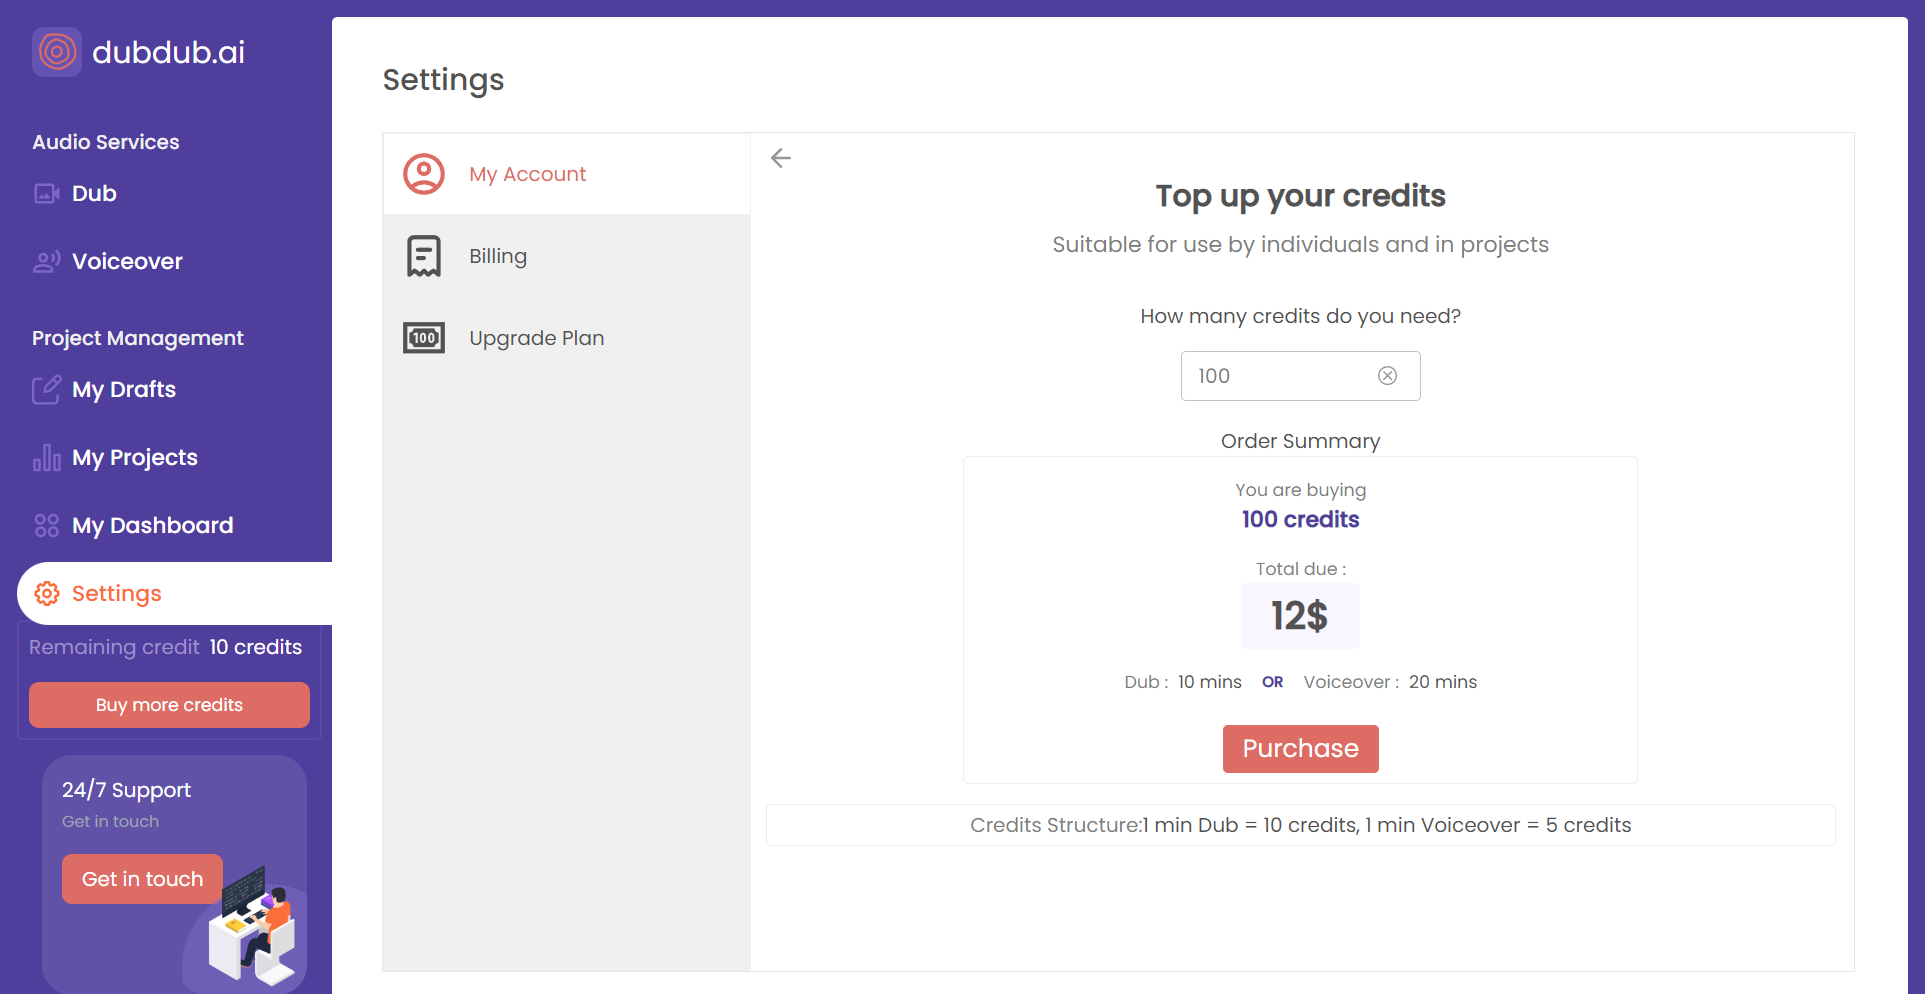 dubdub.ai
Audio Services
Dub
Voiceover
Project Management
My Drafts
My Projects
My Dashboard
Settings
Remaining credit 10 credits
Buy more credits
24/7 Support
Get in touch
Get in touch
Settings
My Account
Billing
100 Upgrade Plan
Top up your credits
Suitable for use by individuals and in projects
How many credits do you need?
100
Order Summary
You are buying
100 credits
Total due :
12$
Dub : 10 mins OR Voiceover : 20 mins
Purchase
Credits Structure:1 min Dub = 10 credits, 1 min Voiceover = 5 credits